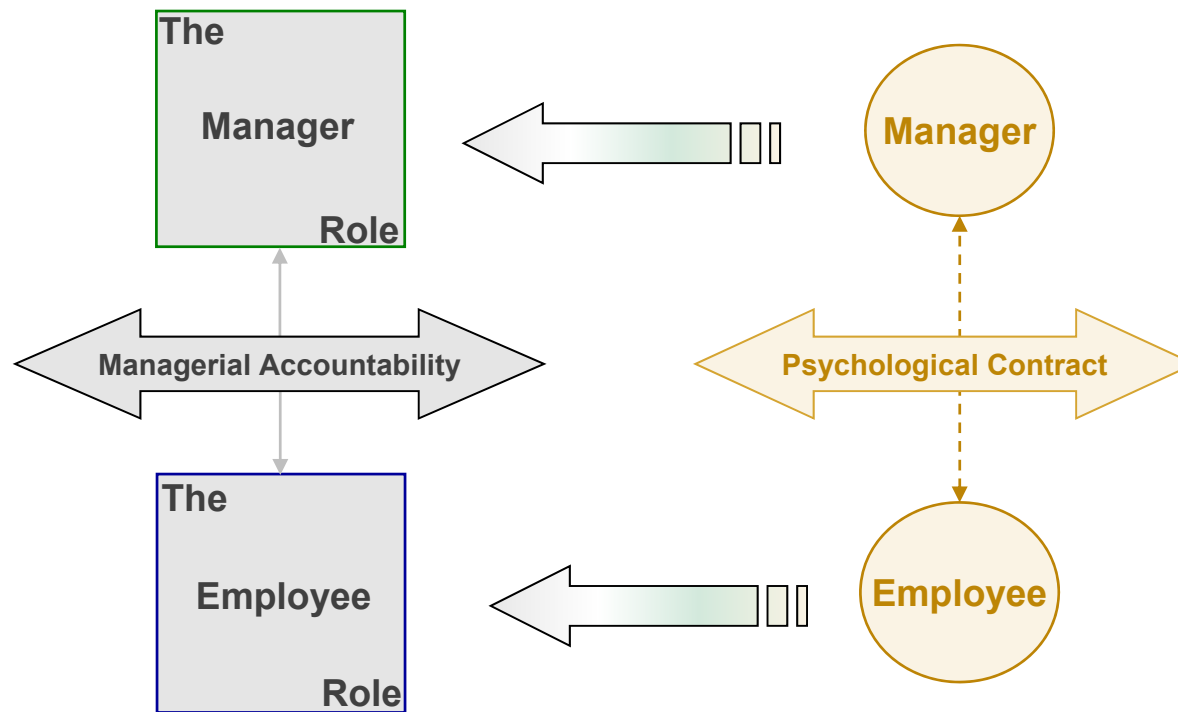 The
Manager
Role
Manager
Managerial Accountability
Psychological Contract
The
Employee
Role
Employee